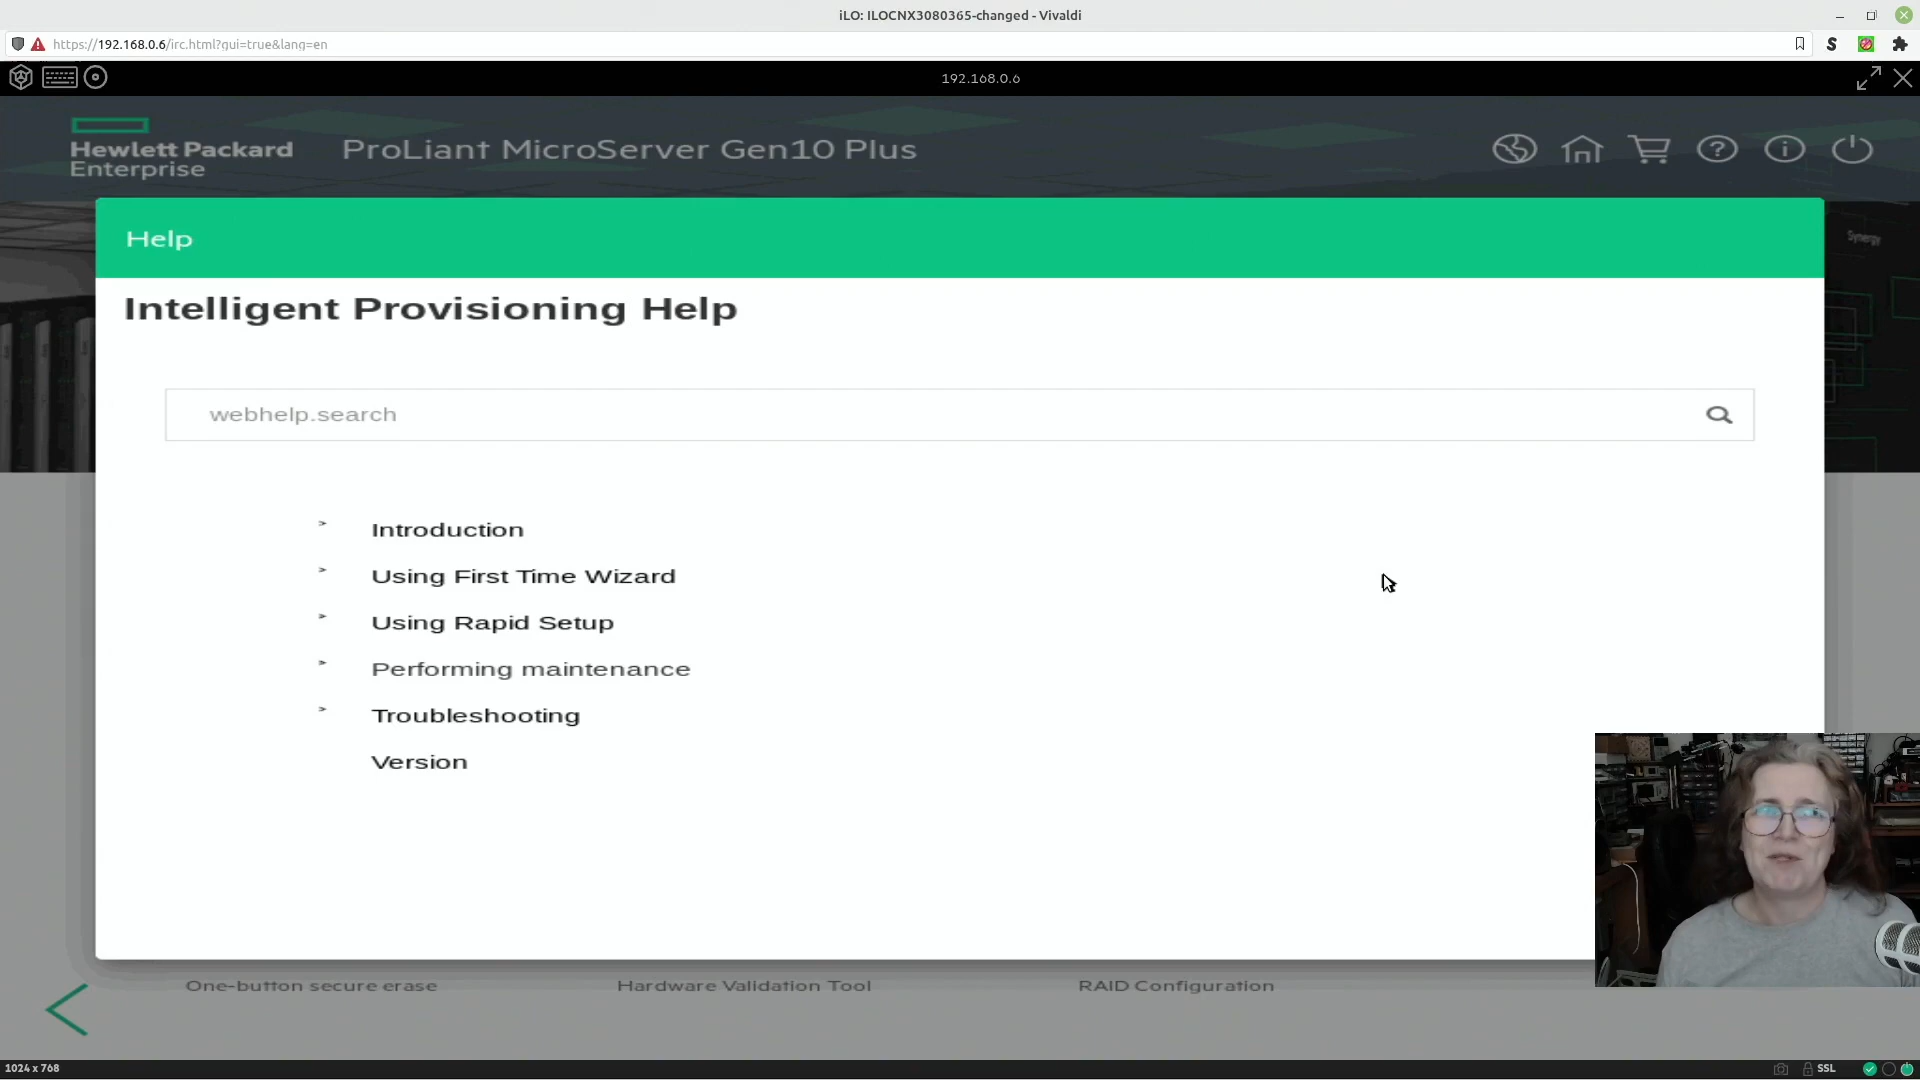 iLO: ILOCNX3080365-changed - Vivaldi
https://192.168.0.6/irc.html?gui=true&lang=en
192.168.0.6
Hewlett Packard
Enterprise
ProLiant MicroServer Gen10 Plus
Synergy
Help
Intelligent Provisioning Help
webhelp.search
> Introduction
> Using First Time Wizard
> Using Rapid Setup
> Performing maintenance
> Troubleshooting
Version
One-button secure erase
Hardware Validation Tool
RAID Configuration
1024 x 768
SSL